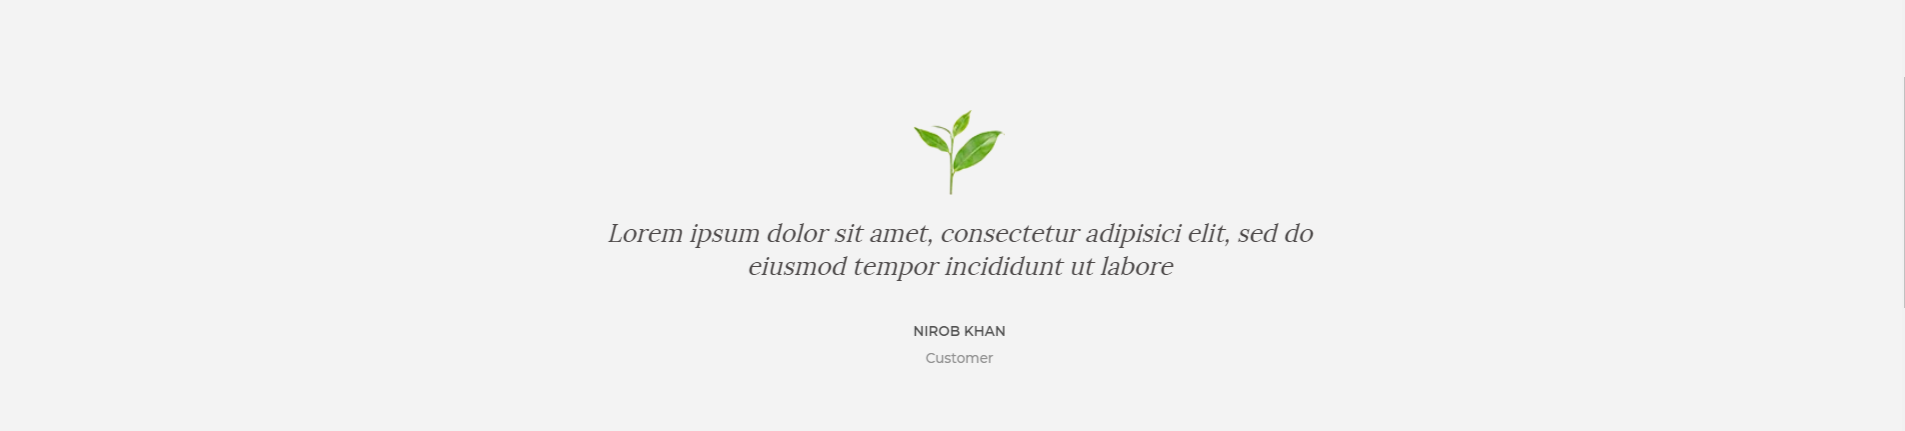 Lorem ipsum dolor sit amet, consectetur adipisici elit, sed do
eiusmod tempor incididunt ut labore
NIROB KHAN
Customer